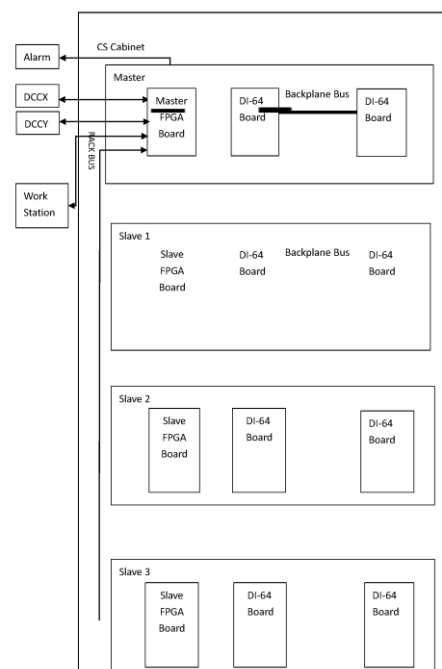 CS Cabinet
Alarm
Master
DCCX
DCCY
Master
FPGA
Board
DI-64
Board
Backplane Bus
DI-64
Board
RACK BUS
Work
Station
Slave 1
Slave
FPGA
Board
DI-64
Board
Backplane Bus
DI-64
Board
Slave 2
Slave
FPGA
Board
DI-64
Board
DI-64
Board
Slave 3
Slave
FPGA
Board
DI-64
Board
DI-64
Board